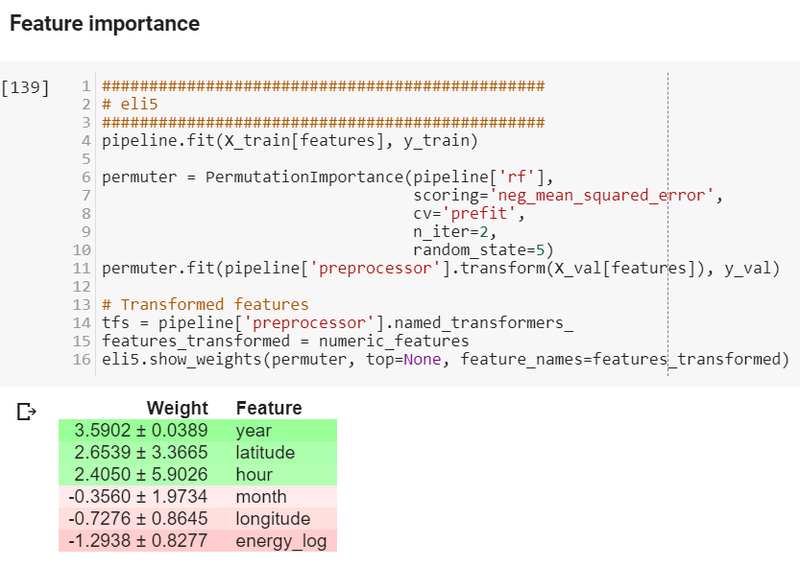 Feature importance
[139]
1 ###############################################
2 # eli5
3 ###############################################
4 pipeline.fit(X_train[features], y_train)
5
6 permuter = PermutationImportance(pipeline['rf'],
7 scoring='neg_mean_squared_error',
8 cv='prefit',
9 n_iter=2,
10 random_state=5)
11 permuter.fit(pipeline['preprocessor'].transform(X_val[features]), y_val)
12
13 # Transformed features
14 tfs = pipeline['preprocessor'].named_transformers_
15 features_transformed = numeric_features
16 eli5.show_weights(permuter, top=None, feature_names=features_transformed)
Weight Feature
3.5902 ± 0.0389 year
2.6539 ± 3.3665 latitude
2.4050 ± 5.9026 hour
-0.3560 ± 1.9734 month
-0.7276 ± 0.8645 longitude
-1.2938 ± 0.8277 energy_log